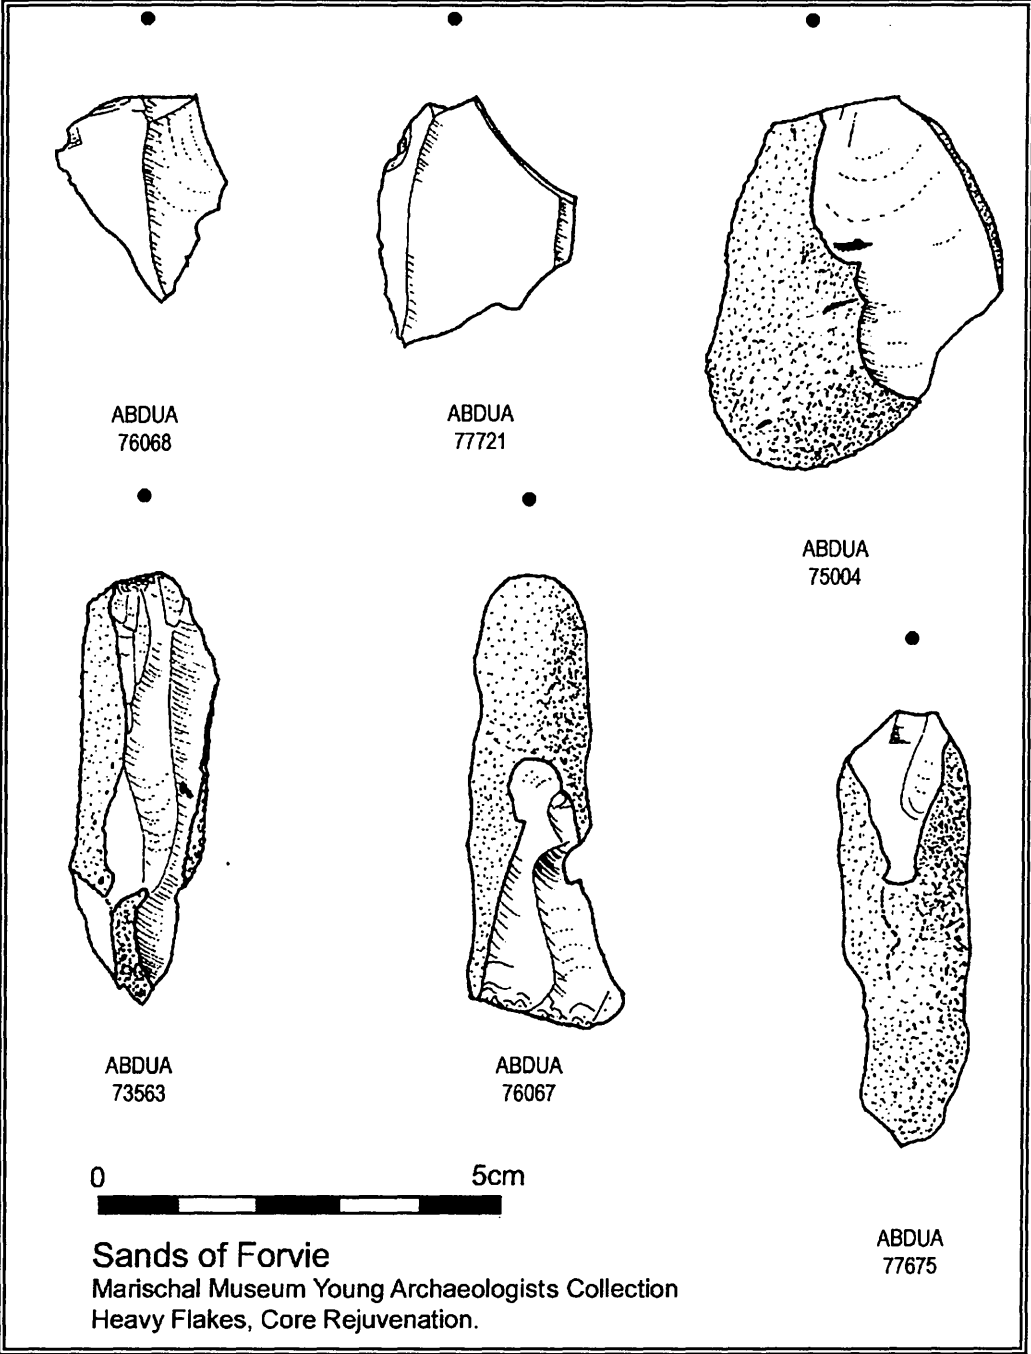 ABDUA
76068
ABDUA
77721
ABDUA
75004
ABDUA
73563
ABDUA
76067
ABDUA
77675
0 5cm
Sands of Forvie
Marischal Museum Young Archaeologists Collection
Heavy Flakes, Core Rejuvenation.